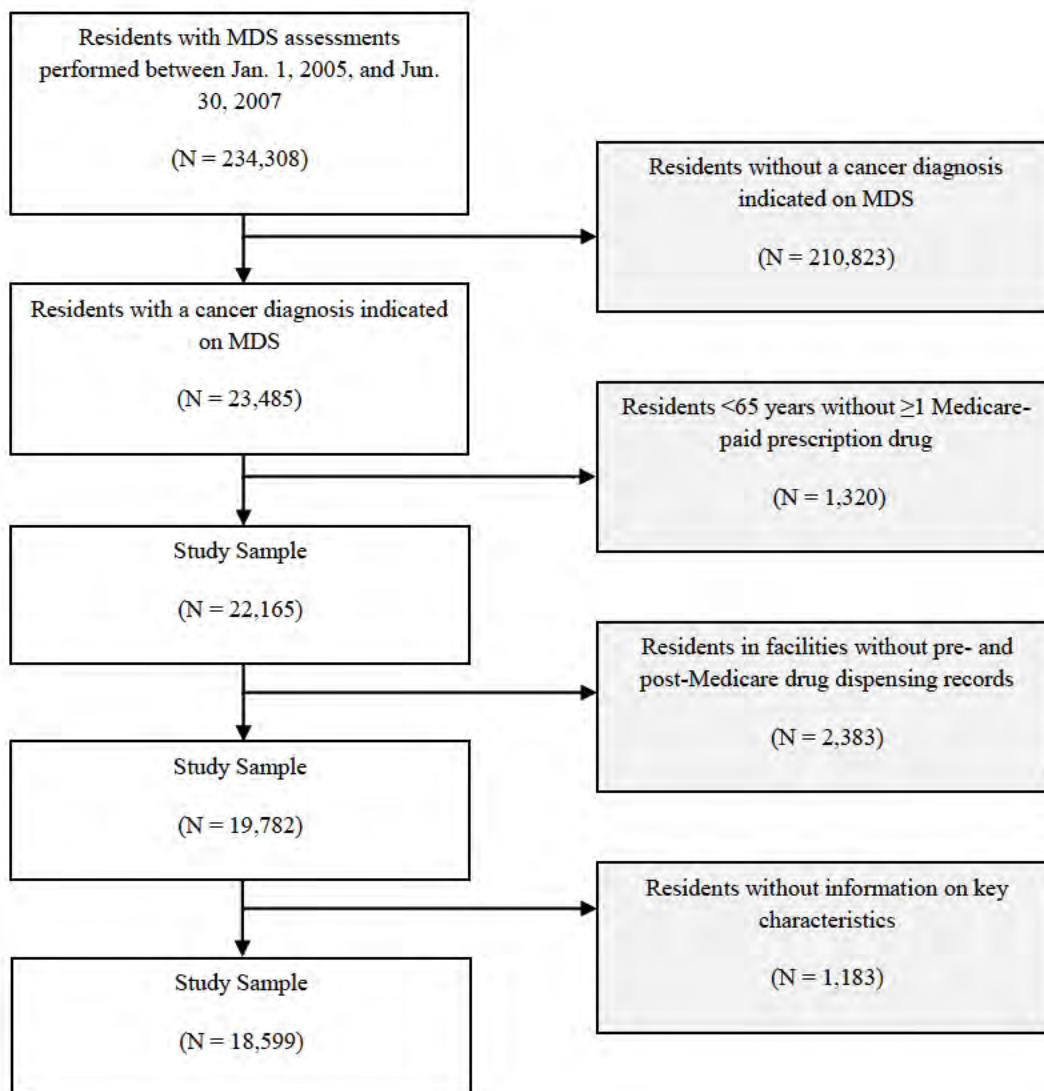 Residents with MDS assessments
performed between Jan. 1, 2005, and Jun.
30, 2007
(N = 234,308)
Residents without a cancer diagnosis
indicated on MDS
(N = 210,823)
Residents with a cancer diagnosis indicated
on MDS
(N = 23,485)
Residents <65 years without ≥1 Medicare-
paid prescription drug
(N = 1,320)
Study Sample
(N = 22,165)
Residents in facilities without pre- and
post-Medicare drug dispensing records
(N = 2,383)
Study Sample
(N = 19,782)
Residents without information on key
characteristics
(N = 1,183)
Study Sample
(N = 18,599)